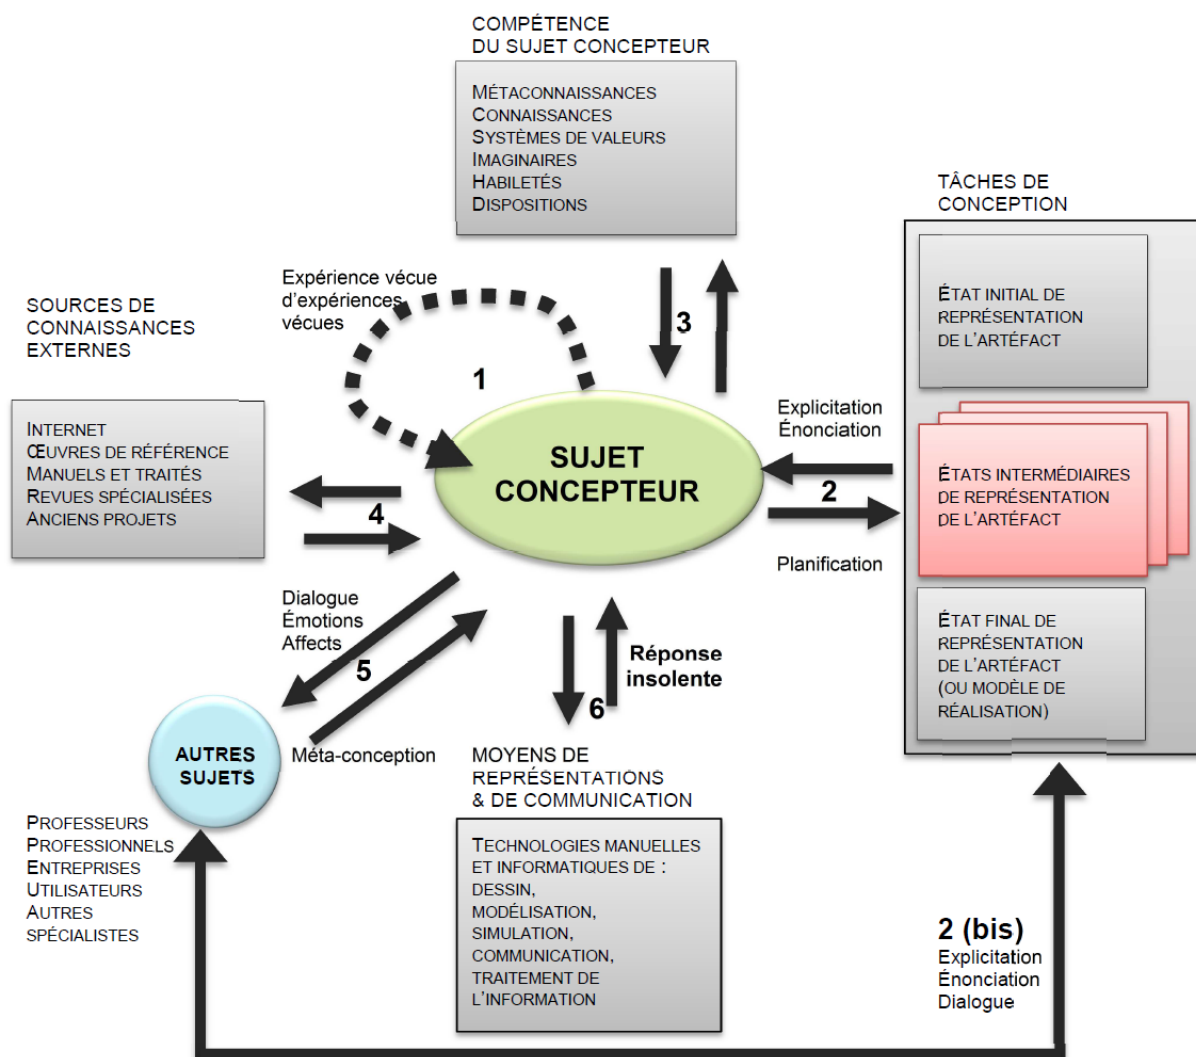 COMPÉTENCE
DU SUJET CONCEPTEUR
MÉTACONNAISSANCES
CONNAISSANCES
SYSTÈMES DE VALEURS
IMAGINAIRES
HABILETÉS
DISPOSITIONS
TÂCHES DE
CONCEPTION
ÉTAT INITIAL DE
REPRÉSENTATION
DE L'ARTÉFACT
ÉTATS INTERMÉDIAIRES
DE REPRÉSENTATION
DE L'ARTÉFACT
ÉTAT FINAL DE
REPRÉSENTATION
DE L'ARTÉFACT
(OU MODÈLE DE
RÉALISATION)
Expérience vécue
d'expériences
vécues
1
3
SOURCES DE
CONNAISSANCES
EXTERNES
INTERNET
ŒUVRES DE RÉFÉRENCE
MANUELS ET TRAITÉS
REVUES SPÉCIALISÉES
ANCIENS PROJETS
4
SUJET
CONCEPTEUR
Explicitation
Énonciation
2
Planification
Dialogue
Émotions
Affects
5
Méta-conception
Réponse
insolente
6
AUTRES
SUJETS
PROFESSEURS
PROFESSIONNELS
ENTREPRISES
UTILISATEURS
AUTRES
SPÉCIALISTES
MOYENS DE
REPRÉSENTATIONS
& DE COMMUNICATION
TECHNOLOGIES MANUELLES
ET INFORMATIQUES DE :
DESSIN,
MODÉLISATION,
SIMULATION,
COMMUNICATION,
TRAITEMENT DE
L'INFORMATION
2 (bis)
Explicitation
Énonciation
Dialogue